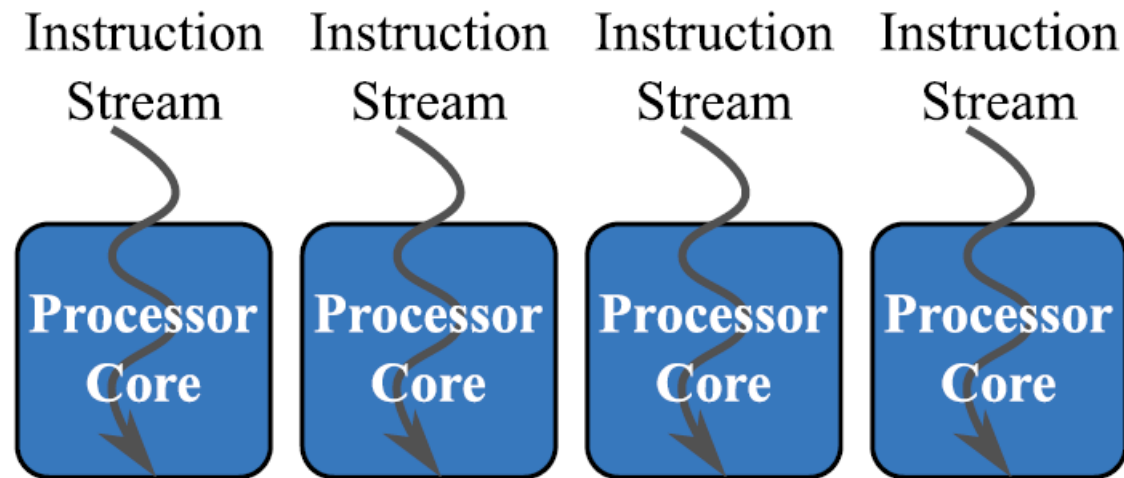 Instruction Instruction Instruction Instruction
Stream Stream Stream Stream
Processor Processor Processor Processor
Core Core Core Core